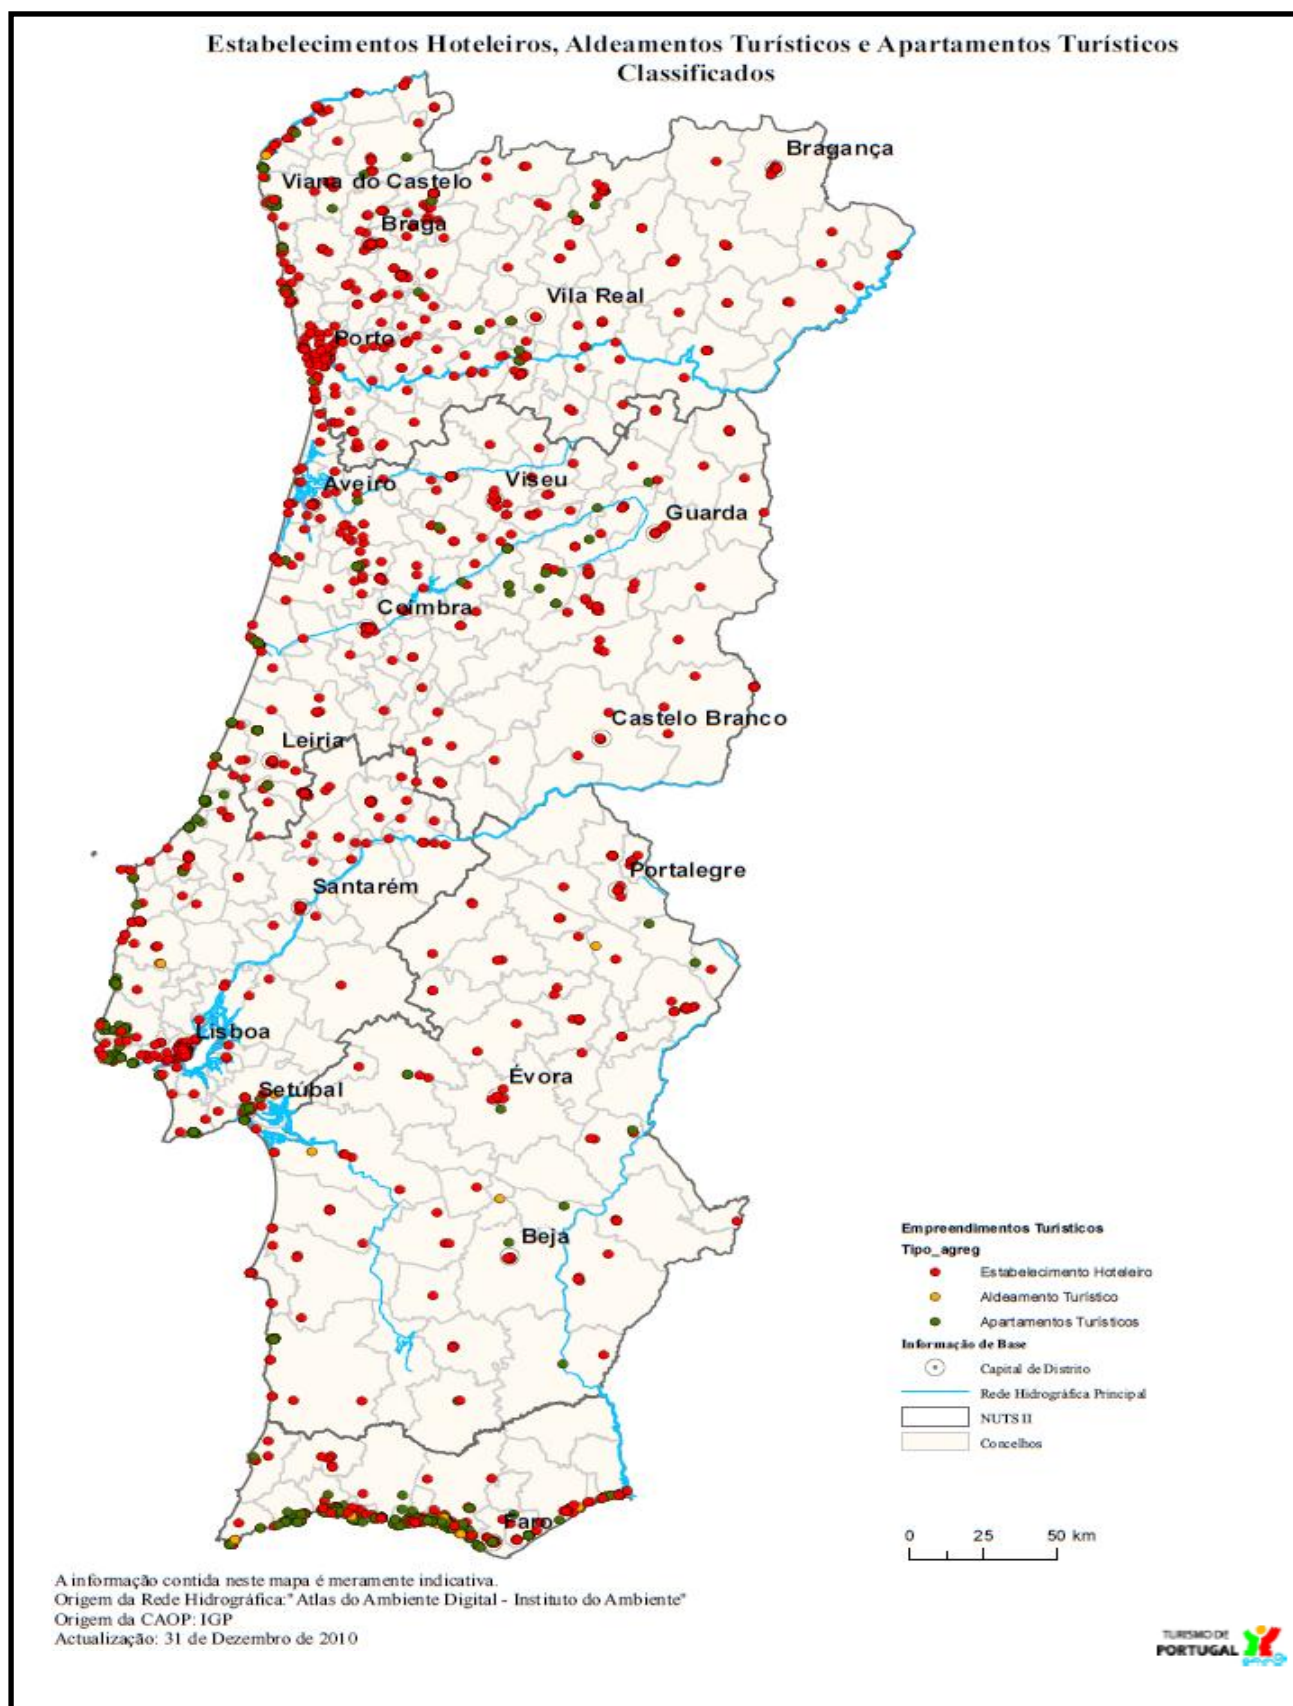 Estabelecimentos Hoteleiros, Aldeamentos Turísticos e Apartamentos Turísticos
Classificados
Bragança
Viana do Castelo
Braga
Vila Real
Porto
Viseu
Aveiro
Guarda
Coimbra
Castelo Branco
Leiria
Portalegre
Santarém
Lisboa
Évora
Setúbal
Beja
Faro
Empreendimentos Turísticos
Tipo_agreg
Estabelecimento Hoteleiro
Aldeamento Turístico
Apartamentos Turísticos
Informação de Base
Capital de Distrito
Rede Hidrográfica Principal
NUTS II
Concelhos
0 25 50 km
A informação contida neste mapa é meramente indicativa.
Origem da Rede Hidrográfica:"Atlas do Ambiente Digital - Instituto do Ambiente"
Origem da CAOP: IGP
Actualização: 31 de Dezembro de 2010
TURISMO DE
PORTUGAL